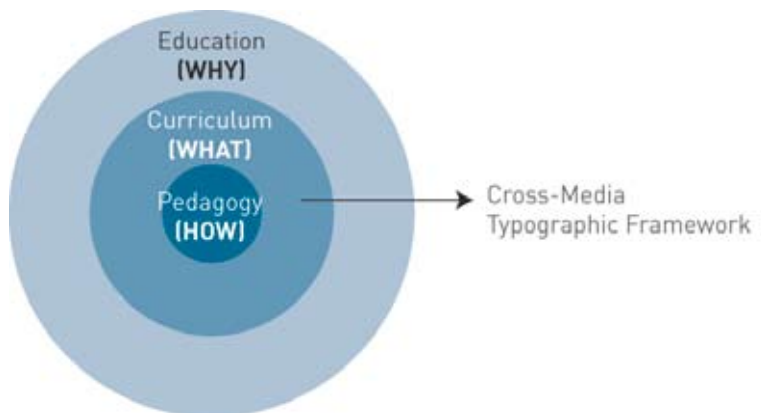 Education
(WHY)
Curriculum
(WHAT)
Pedagogy
(HOW)
Cross-Media
Typographic Framework